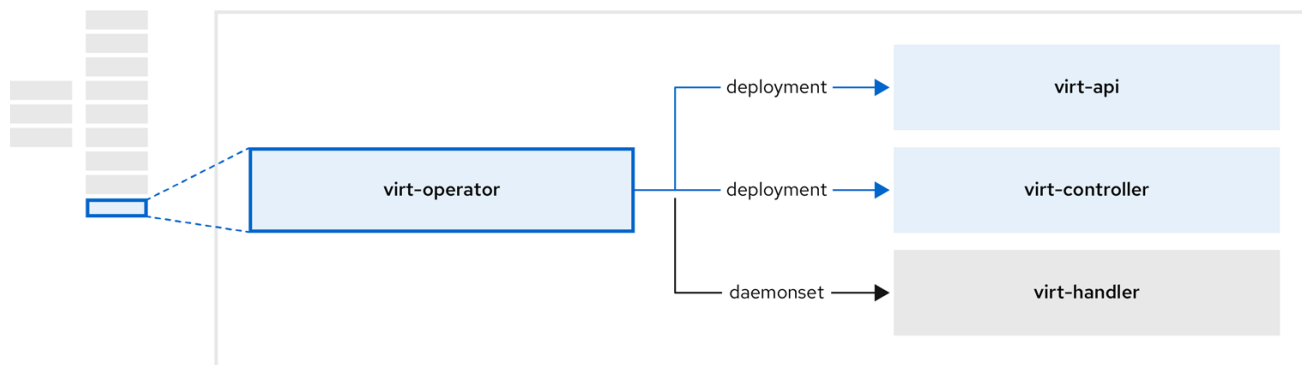 deployment
virt-api
virt-operator
deployment
virt-controller
daemonset
virt-handler